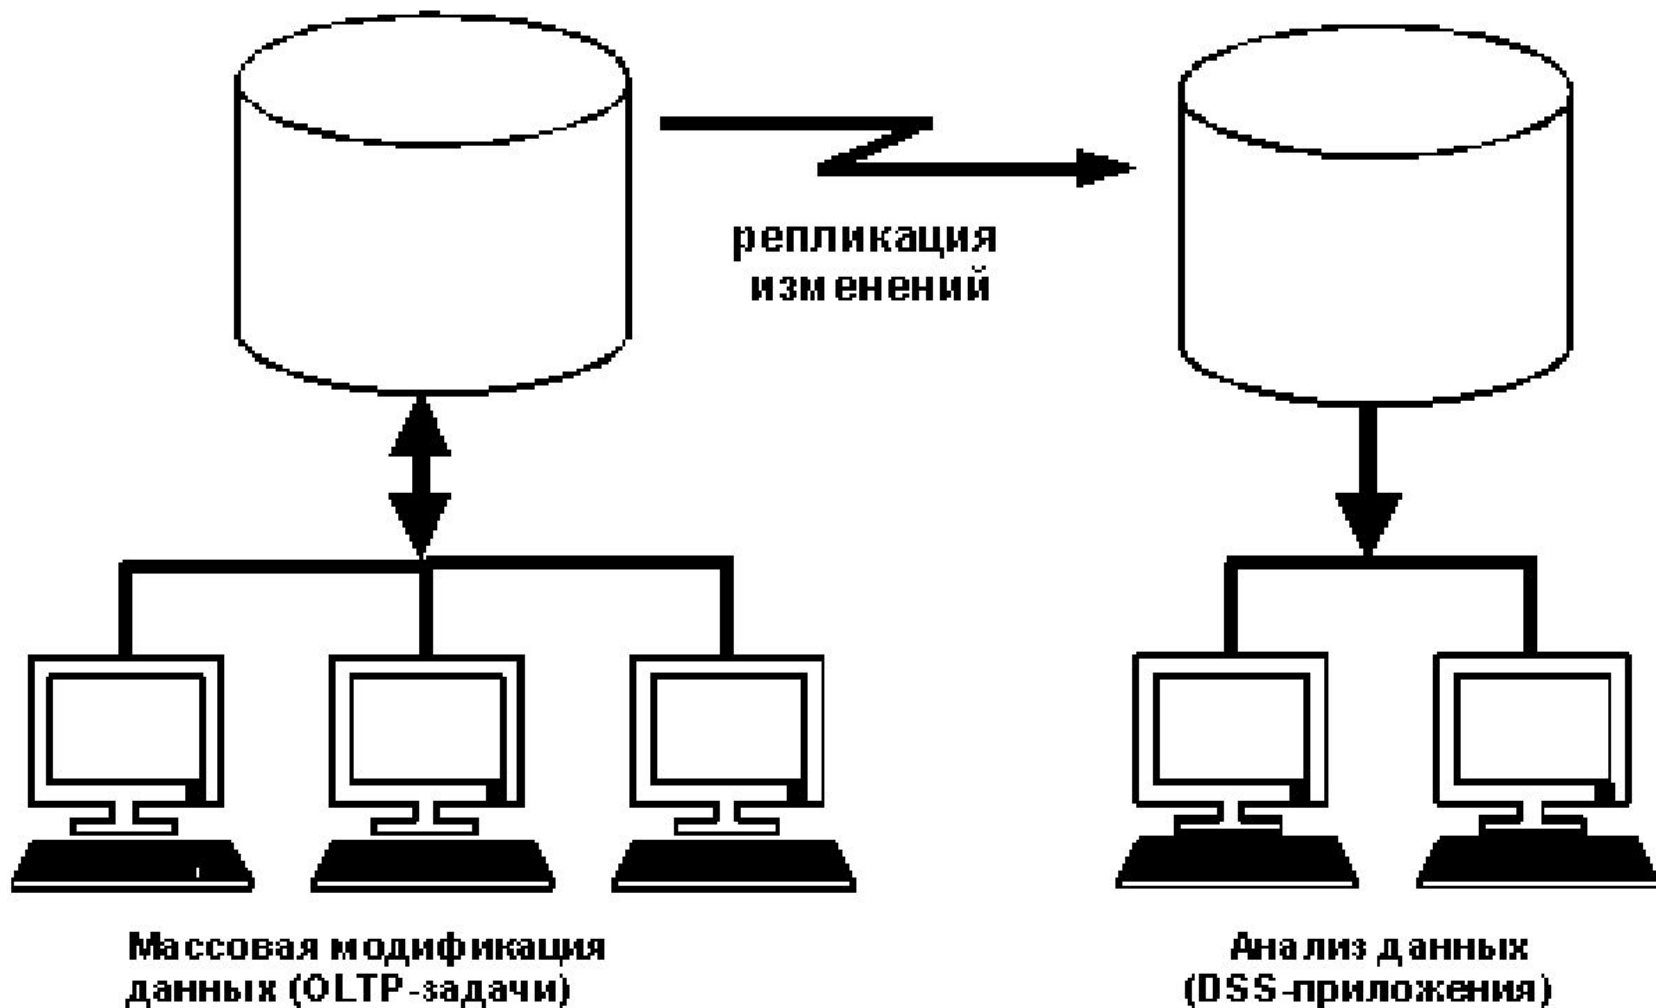 репликация
изменений
Массовая модификация
данных (OLTP-задачи)
Анализ данных
(DSS-приложения)